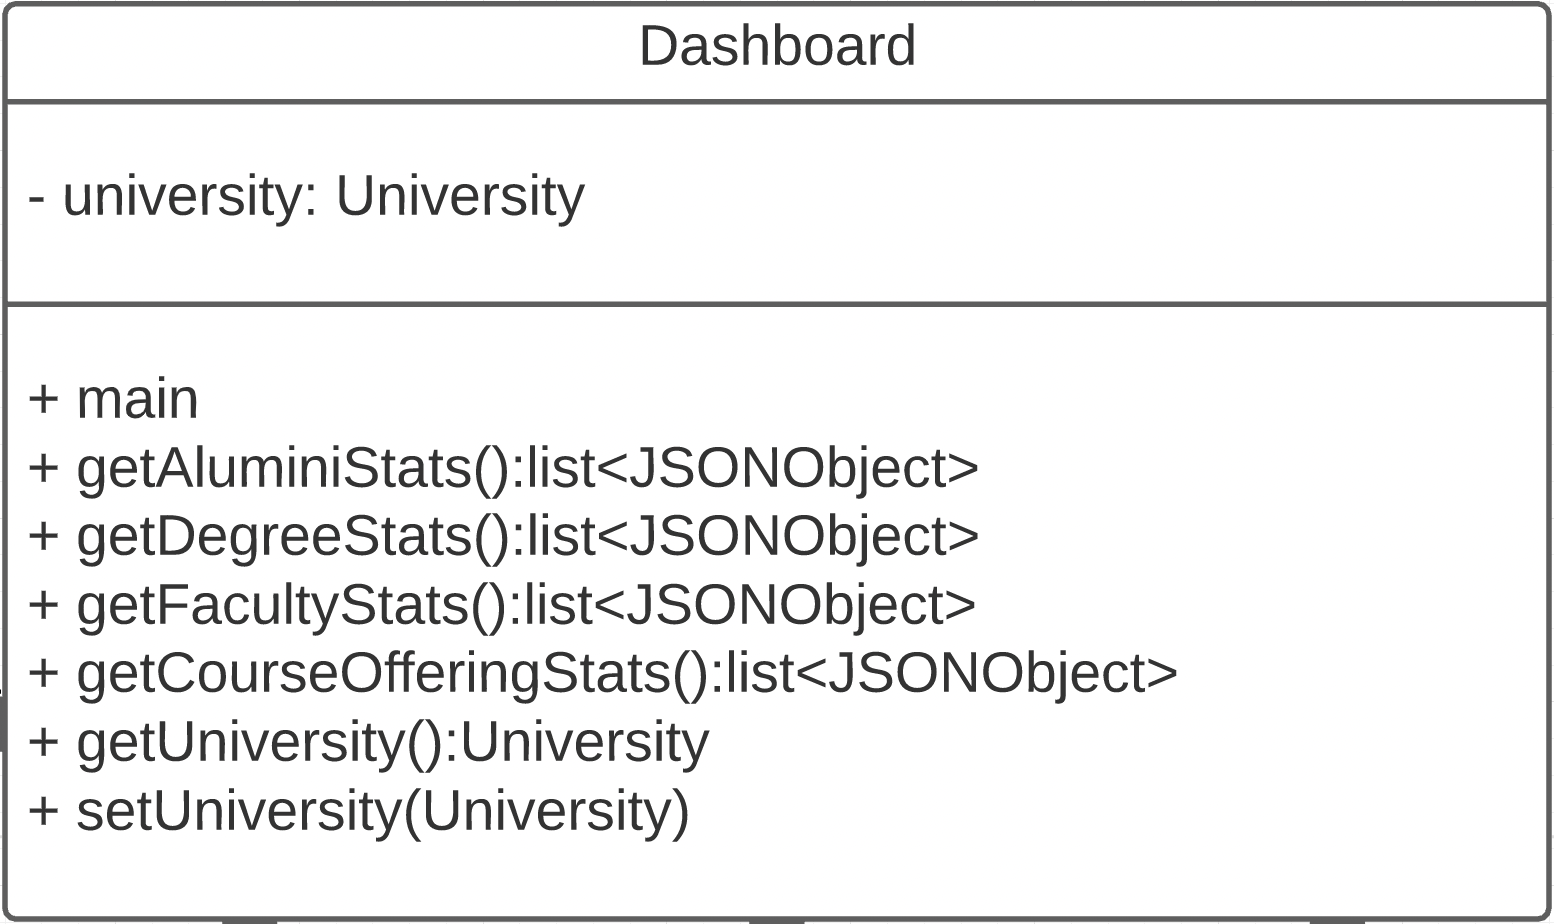 Dashboard
- university: University
+ main
+ getAluminiStats():list<JSONObject>
+ getDegreeStats():list<JSONObject>
+ getFacultyStats():list<JSONObject>
+ getCourseOfferingStats():list<JSONObject>
+ getUniversity():University
+ setUniversity(University)